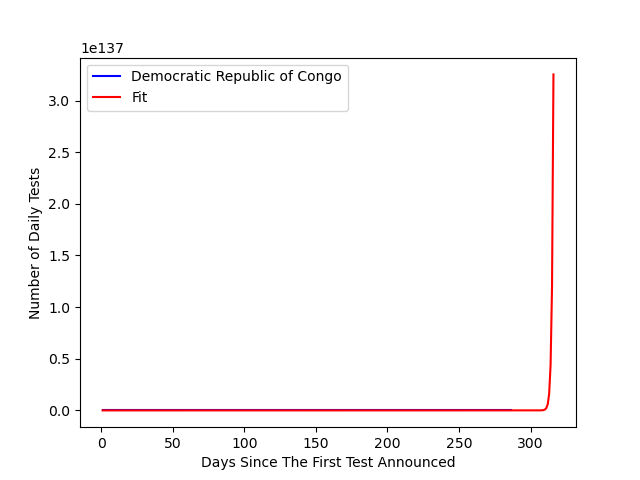 1e137
Democratic Republic of Congo
Fit
3.0
2.5
2.0
1.5
1.0
0.5
0.0
Number of Daily Tests
0 50 100 150 200 250 300
Days Since The First Test Announced